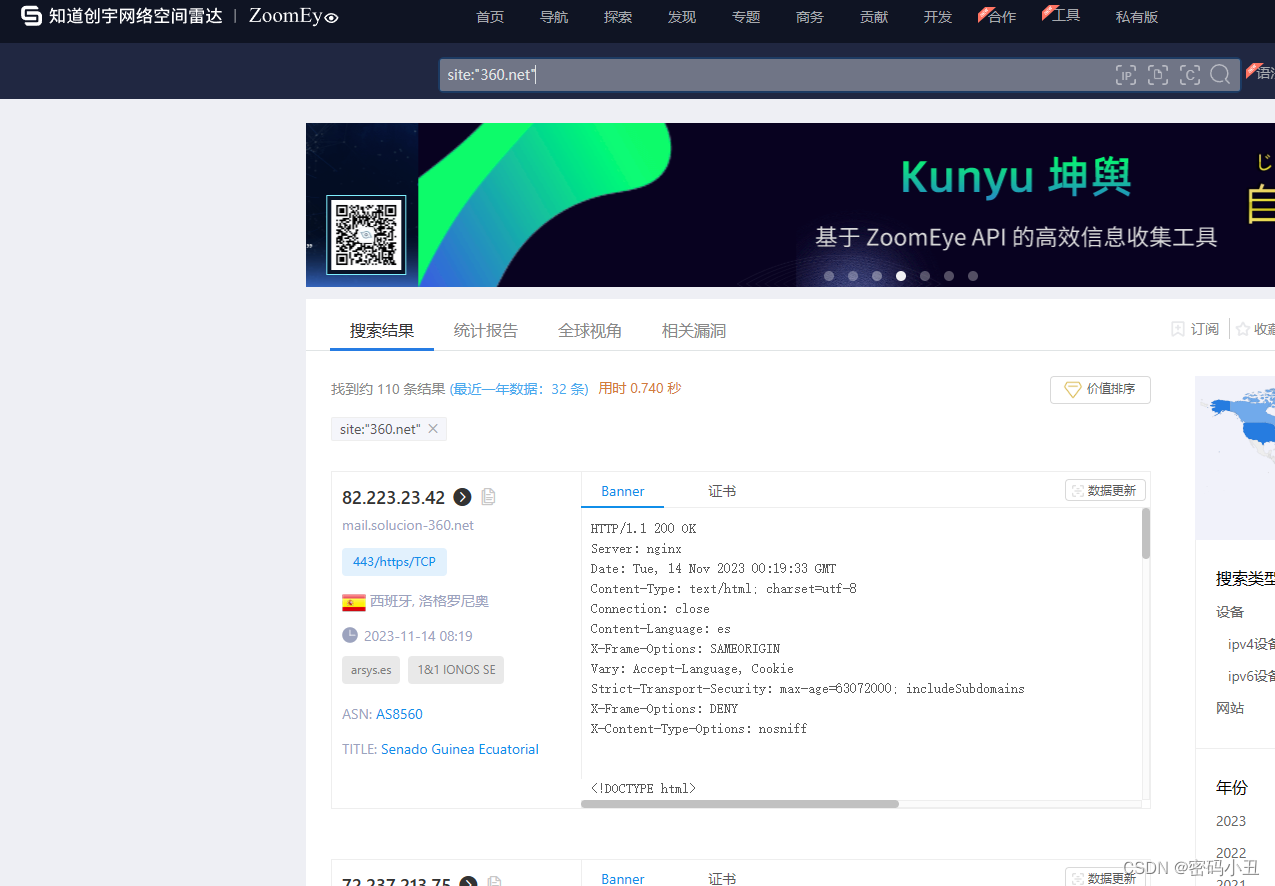 知道创宇网络空间雷达 | ZoomEye
首页 导航 探索 发现 专题 商务 贡献 开发 合作 工具 私有版
site:"360.net"
IP C
语法
Kunyu 坤舆
基于 ZoomEye API 的高效信息收集工具
じ
自
搜索结果 统计报告 全球视角 相关漏洞
订阅 收藏
找到约 110 条结果 (最近一年数据：32 条) 用时 0.740 秒
价值排序
site:"360.net"
82.223.23.42
mail.solucion-360.net
443/https/TCP
西班牙, 洛格罗尼奥
2023-11-14 08:19
arsys.es 1&1 IONOS SE
ASN: AS8560
TITLE: Senado Guinea Ecuatorial
Banner 证书 数据更新
HTTP/1.1 200 OK
Server: nginx
Date: Tue, 14 Nov 2023 00:19:33 GMT
Content-Type: text/html; charset=utf-8
Connection: close
Content-Language: es
X-Frame-Options: SAMEORIGIN
Vary: Accept-Language, Cookie
Strict-Transport-Security: max-age=63072000; includeSubdomains
X-Frame-Options: DENY
X-Content-Type-Options: nosniff
<!DOCTYPE html>
搜索类型
设备
ipv4设备
ipv6设备
网站
年份
2023
2022
2021
72.237.213.75
Banner 证书 数据更新
CSDN @密码小丑